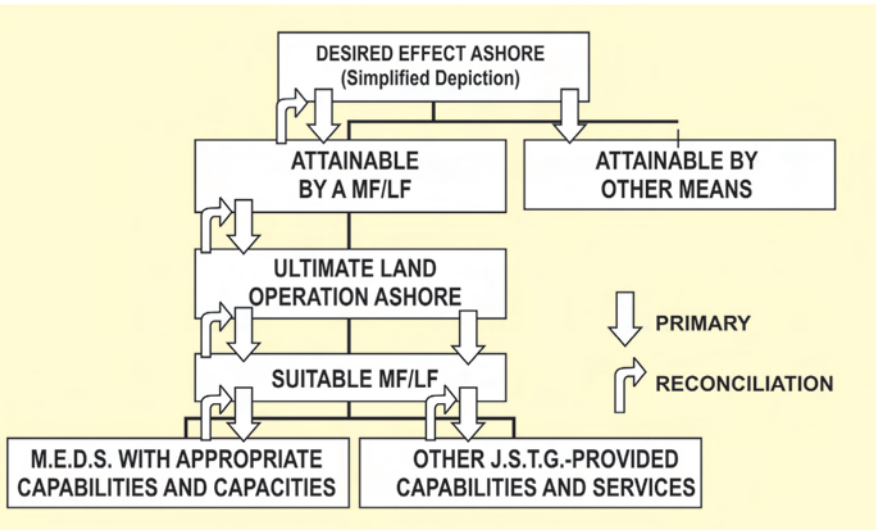 DESIRED EFFECT ASHORE
(Simplified Depiction)
ATTAINABLE
BY A MF/LF
ATTAINABLE BY
OTHER MEANS
ULTIMATE LAND
OPERATION ASHORE
SUITABLE MF/LF
M.E.D.S. WITH APPROPRIATE
CAPABILITIES AND CAPACITIES
OTHER J.S.T.G.-PROVIDED
CAPABILITIES AND SERVICES
PRIMARY
RECONCILIATION